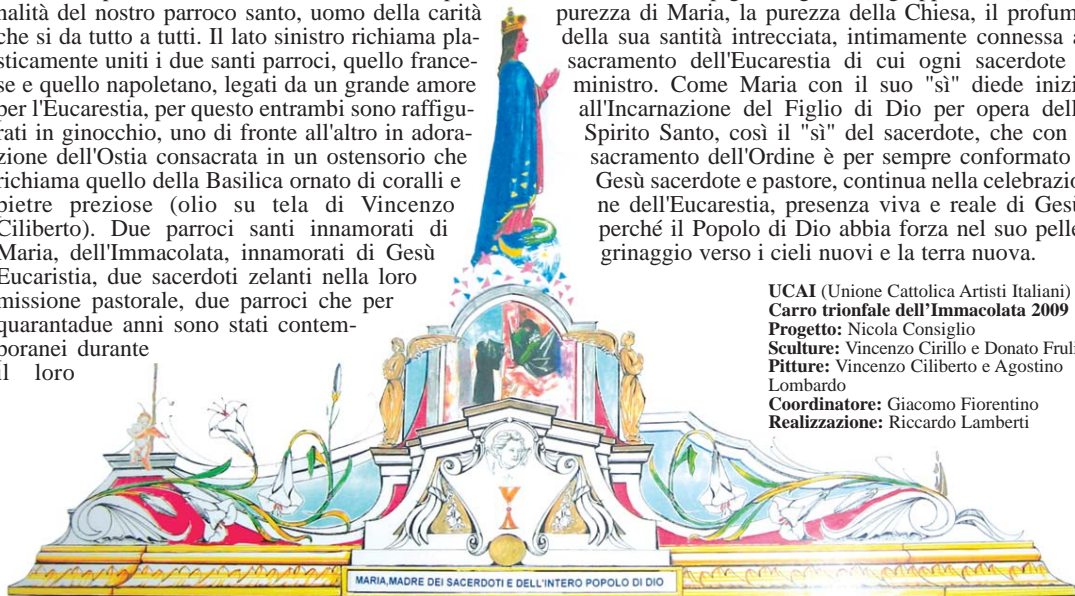 nalità del nostro parroco santo, uomo della carità
che si da tutto a tutti. Il lato sinistro richiama pla-
sticamente uniti i due santi parroci, quello france-
se e quello napoletano, legati da un grande amore
per l'Eucarestia, per questo entrambi sono raffigu-
rati in ginocchio, uno di fronte all'altro in adora-
zione dell'Ostia consacrata in un ostensorio che
richiama quello della Basilica ornato di coralli e
pietre preziose (olio su tela di Vincenzo
Ciliberto). Due parroci santi innamorati di
Maria, dell'Immacolata, innamorati di Gesù
Eucaristia, due sacerdoti zelanti nella loro
missione pastorale, due parroci che per
quarantadue anni sono stati contem-
poranei durante
il loro
purezza di Maria, la purezza della Chiesa, il profum
della sua santità intrecciata, intimamente connessa a
sacramento dell'Eucarestia di cui ogni sacerdote
ministro. Come Maria con il suo "sì" diede inizi
all'Incarnazione del Figlio di Dio per opera dell
Spirito Santo, così il "sì" del sacerdote, che con
sacramento dell'Ordine è per sempre conformato
Gesù sacerdote e pastore, continua nella celebrazio
ne dell'Eucarestia, presenza viva e reale di Gesù
perché il Popolo di Dio abbia forza nel suo pelle
grinaggio verso i cieli nuovi e la terra nuova.
UCAI (Unione Cattolica Artisti Italiani)
Carro trionfale dell'Immacolata 2009
Progetto: Nicola Consiglio
Sculture: Vincenzo Cirillo e Donato Fruli
Pitture: Vincenzo Ciliberto e Agostino
Lombardo
Coordinatore: Giacomo Fiorentino
Realizzazione: Riccardo Lamberti
MARIA,MADRE DEI SACERDOTI E DELL'INTERO POPOLO DI DIO